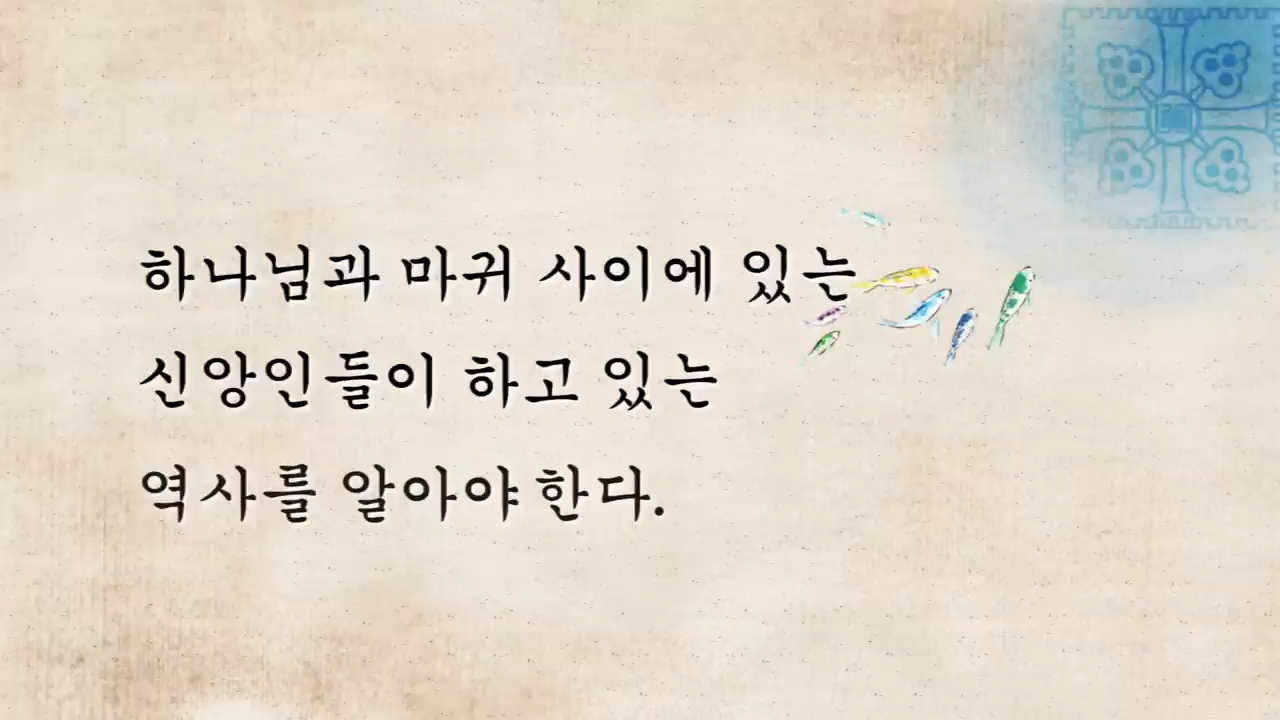 하나님과 마귀 사이에 있는
신앙인들이 하고 있는
역사를 알아야 한다.